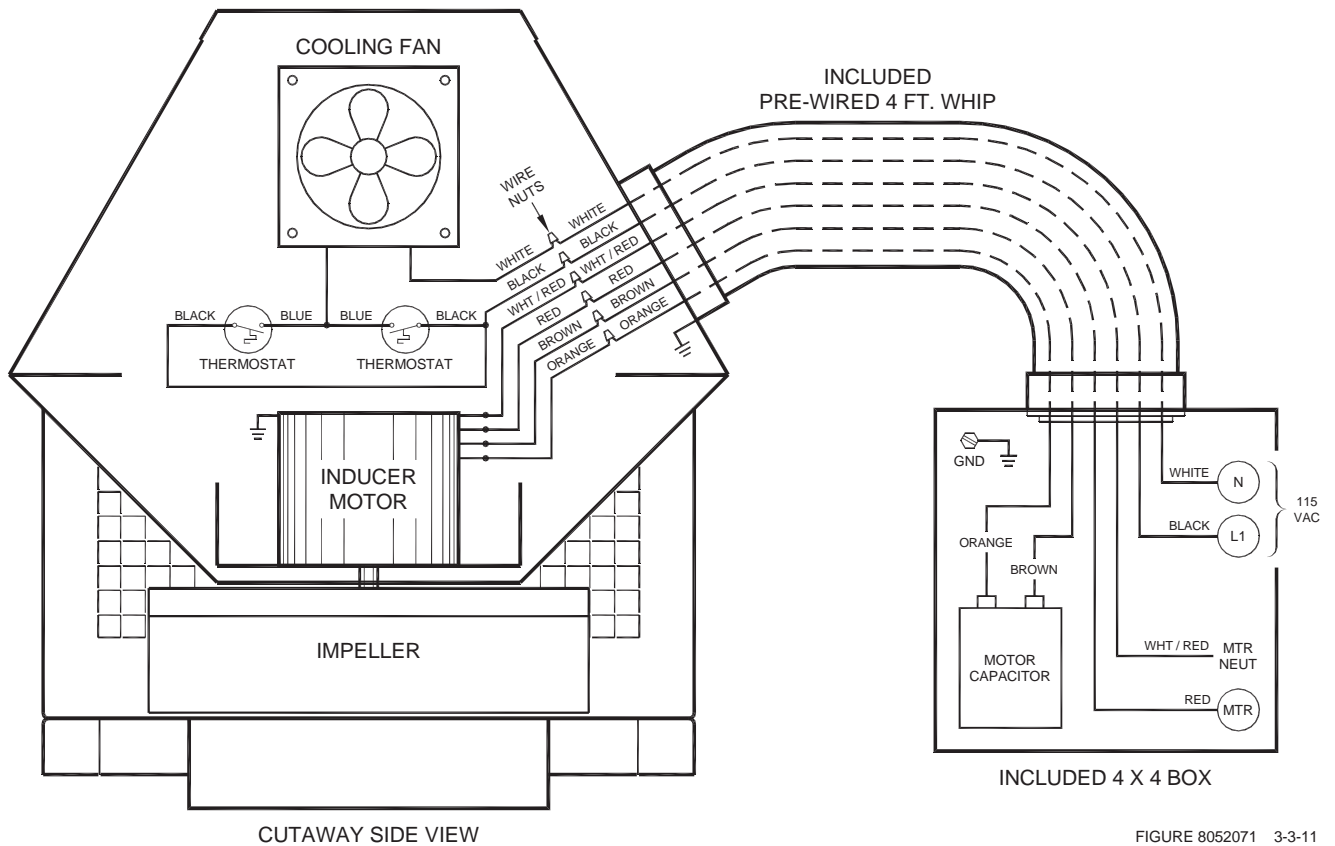 COOLING FAN
INCLUDED
PRE-WIRED 4 FT. WHIP
WIRE
NUTS
WHITE
WHITE
BLACK
BLACK
WHT / RED
WHT / RED
RED
RED
BROWN
BROWN
ORANGE
ORANGE
BLACK
BLUE
BLUE
BLACK
THERMOSTAT
THERMOSTAT
INDUCER
MOTOR
IMPELLER
CUTAWAY SIDE VIEW
GND
WHITE
N
115
VAC
BLACK
L1
ORANGE
BROWN
MOTOR
CAPACITOR
WHT / RED
MTR
NEUT
RED
MTR
INCLUDED 4 X 4 BOX
FIGURE 8052071 3-3-11